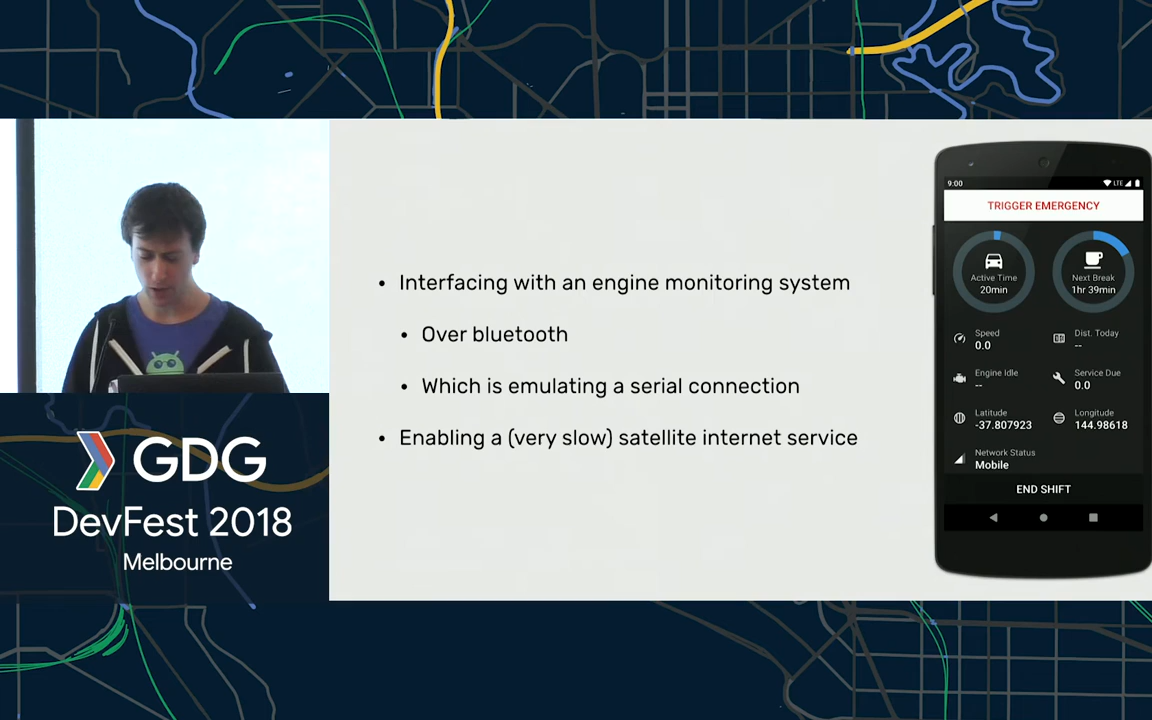 • Interfacing with an engine monitoring system
• Over bluetooth
• Which is emulating a serial connection
• Enabling a (very slow) satellite internet service
9:00
LTE
TRIGGER EMERGENCY
Active Time
20min
Next Break
1hr 39min
Speed
0.0
Dist. Today
--
Engine Idle
--
Service Due
0.0
Latitude
-37.807923
Longitude
144.98618
Network Status
Mobile
END SHIFT
GDG
DevFest 2018
Melbourne